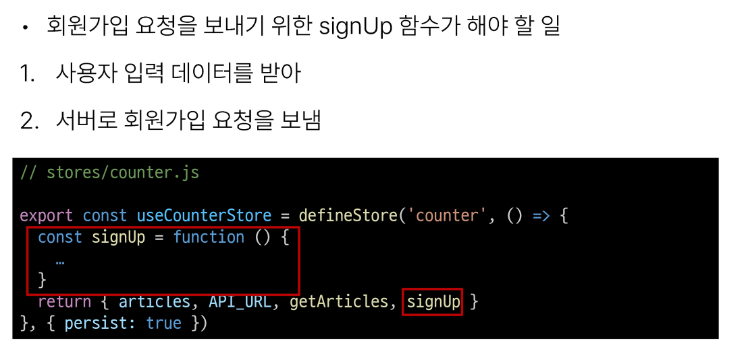 • 회원가입 요청을 보내기 위한 signUp 함수가 해야 할 일
1. 사용자 입력 데이터를 받아
2. 서버로 회원가입 요청을 보냄
// stores/counter.js
export const useCounterStore = defineStore('counter', () => {
const signUp = function () {
…
}
return { articles, API_URL, getArticles, signUp }
}, { persist: true })